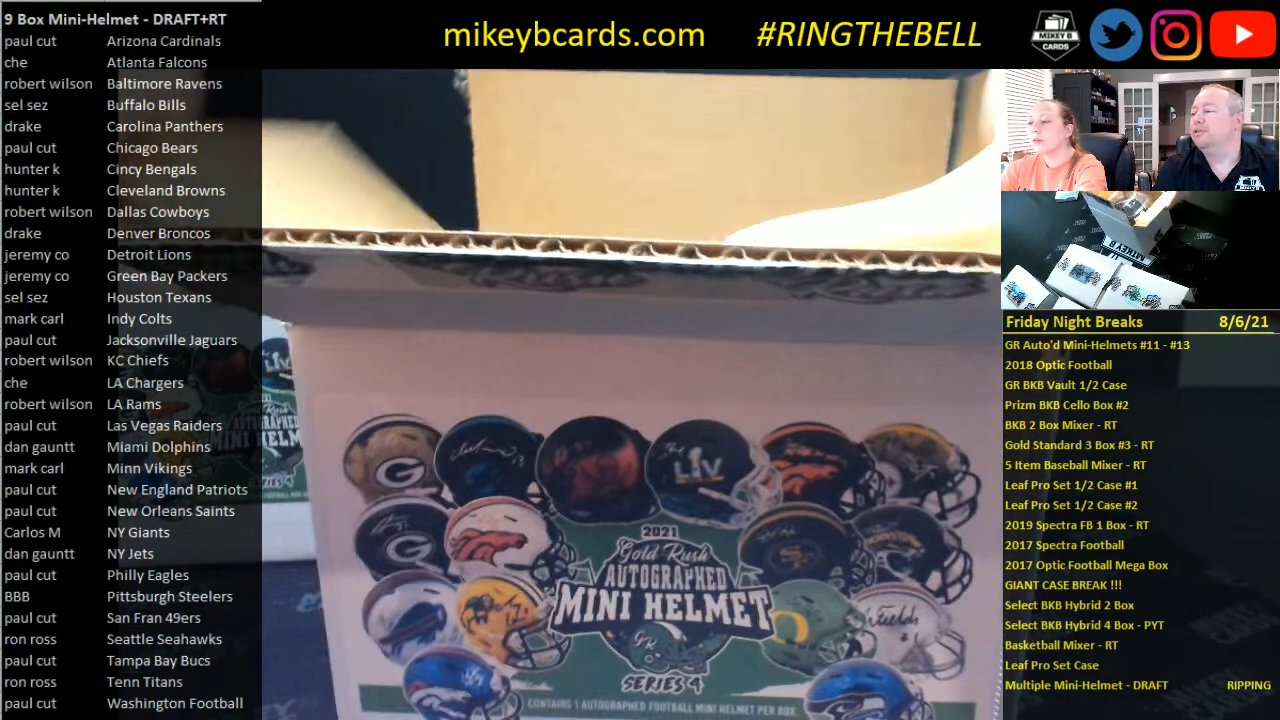 9 Box Mini-Helmet - DRAFT+RT
paul cut Arizona Cardinals
che Atlanta Falcons
robert wilson Baltimore Ravens
sel sez Buffalo Bills
drake Carolina Panthers
paul cut Chicago Bears
hunter k Cincy Bengals
hunter k Cleveland Browns
robert wilson Dallas Cowboys
drake Denver Broncos
jeremy co Detroit Lions
jeremy co Green Bay Packers
sel sez Houston Texans
mark carl Indy Colts
paul cut Jacksonville Jaguars
robert wilson KC Chiefs
che LA Chargers
robert wilson LA Rams
paul cut Las Vegas Raiders
dan gauntt Miami Dolphins
mark carl Minn Vikings
paul cut New England Patriots
paul cut New Orleans Saints
Carlos M NY Giants
dan gauntt NY Jets
paul cut Philly Eagles
BBB Pittsburgh Steelers
paul cut San Fran 49ers
ron ross Seattle Seahawks
paul cut Tampa Bay Bucs
ron ross Tenn Titans
paul cut Washington Football
mikeybcards.com #RINGTHEBELL
MIKEY B
CARDS
MIKEY B
G
LIV
G
2021
Gold Rush
AUTOGRAPHED
MINI HELMET
GR
SERIES 4
CONTAINS 1 AUTOGRAPHED FOOTBALL MINI HELMET PER BOX
Friday Night Breaks 8/6/21
GR Auto'd Mini-Helmets #11 - #13
2018 Optic Football
GR BKB Vault 1/2 Case
Prizm BKB Cello Box #2
BKB 2 Box Mixer - RT
Gold Standard 3 Box #3 - RT
5 Item Baseball Mixer - RT
Leaf Pro Set 1/2 Case #1
Leaf Pro Set 1/2 Case #2
2019 Spectra FB 1 Box - RT
2017 Spectra Football
2017 Optic Football Mega Box
GIANT CASE BREAK !!!
Select BKB Hybrid 2 Box
Select BKB Hybrid 4 Box - PYT
Basketball Mixer - RT
Leaf Pro Set Case
Multiple Mini-Helmet - DRAFT RIPPING